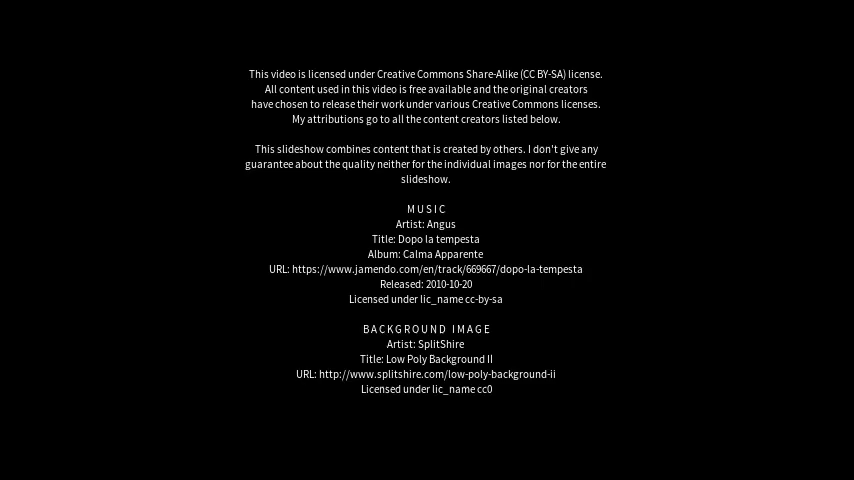 This video is licensed under Creative Commons Share-Alike (CC BY-SA) license.
All content used in this video is free available and the original creators
have chosen to release their work under various Creative Commons licenses.
My attributions go to all the content creators listed below.
This slideshow combines content that is created by others. I don't give any
guarantee about the quality neither for the individual images nor for the entire
slideshow.
MUSIC
Artist: Angus
Title: Dopo la tempesta
Album: Calma Apparente
URL: https://www.jamendo.com/en/track/669667/dopo-la-tempesta
Released: 2010-10-20
Licensed under lic_name cc-by-sa
BACKGROUND IMAGE
Artist: SplitShire
Title: Low Poly Background II
URL: http://www.splitshire.com/low-poly-background-ii
Licensed under lic_name cc0